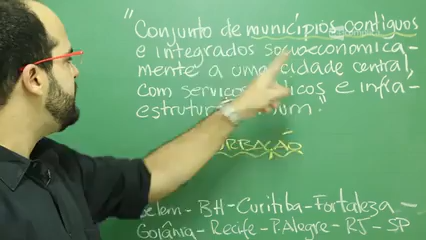 "Conjunto de municípios contíguos
e integrados socioeconomica-
mente a uma cidade central,
com serviços e infra-
estrutura."
Belém - BH - Curitiba - Fortaleza -
Goiânia - Recife - P. Alegre - RJ - SP